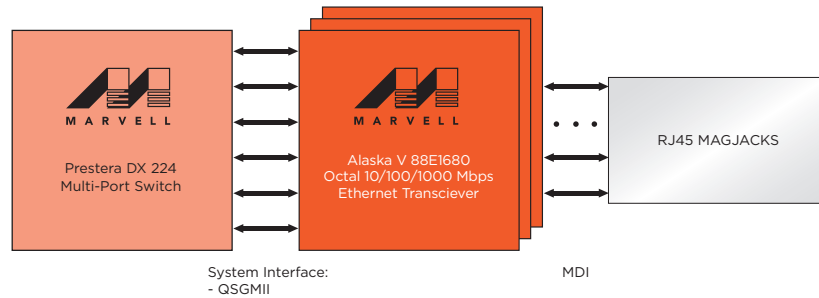 MARVELL
Prestera DX 224
Multi-Port Switch
MARVELL
Alaska V 88E1680
Octal 10/100/1000 Mbps
Ethernet Transciever
RJ45 MAGJACKS
System Interface:
- QSGMII
MDI